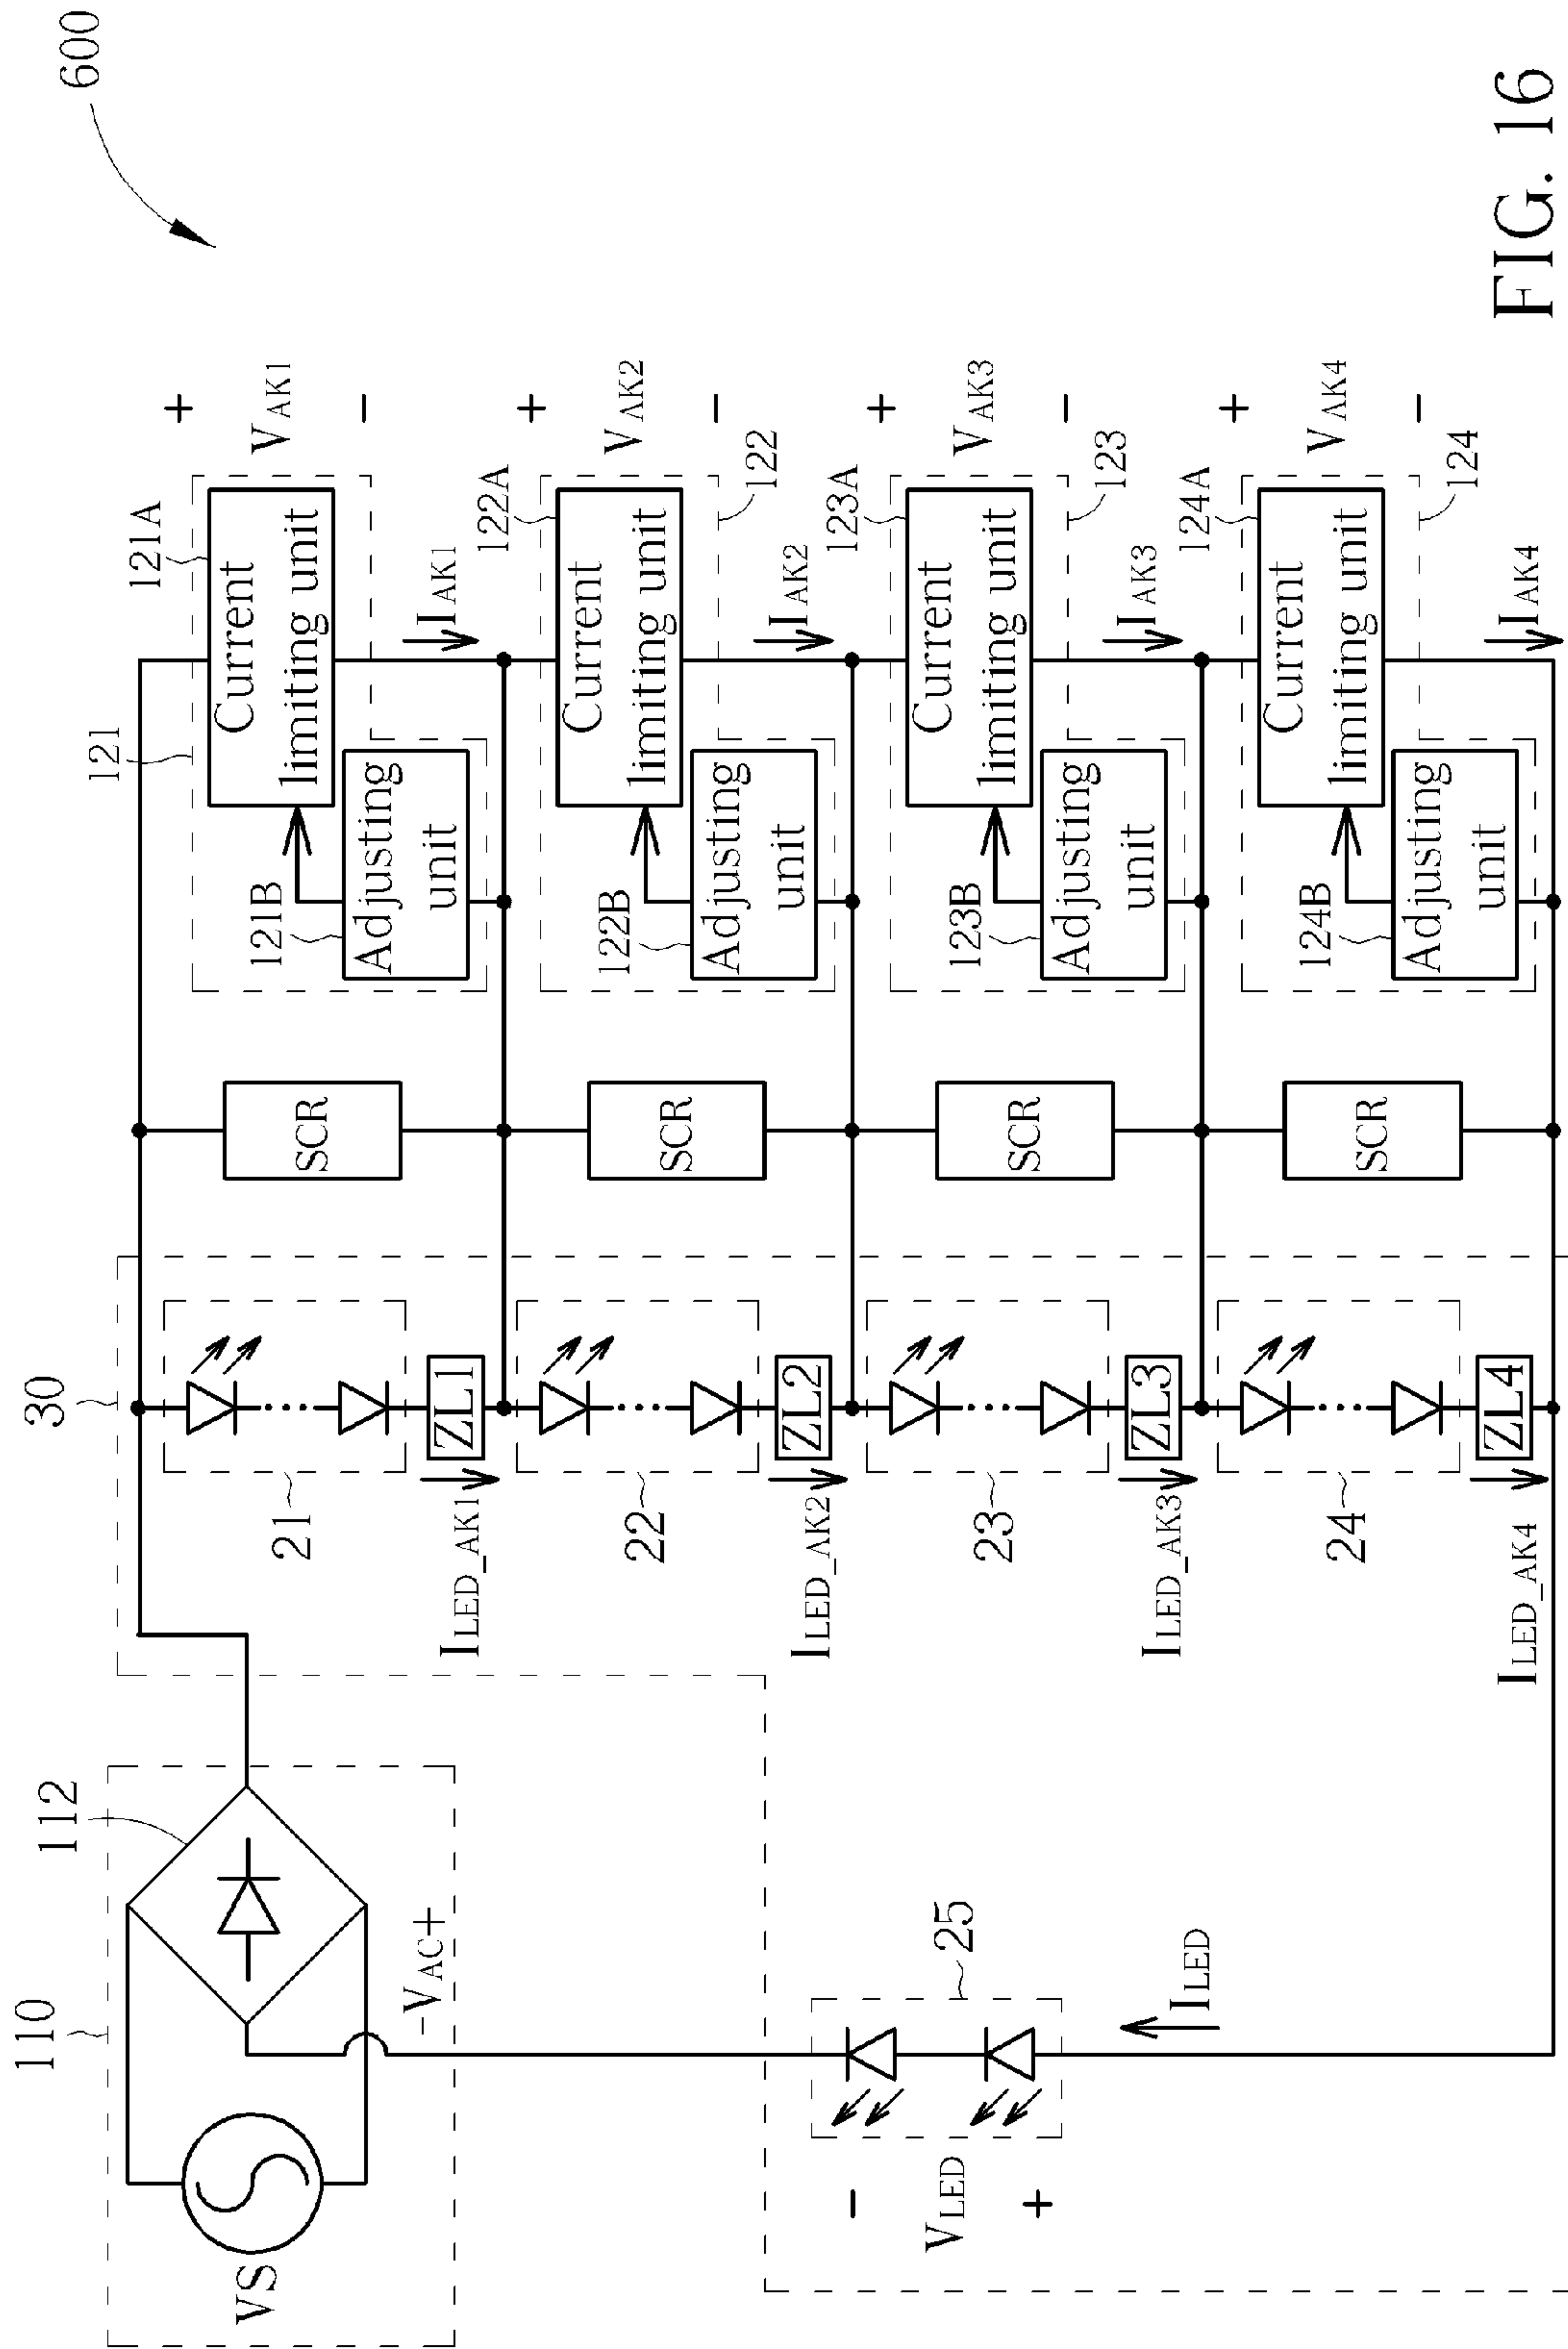 600
30
110
112
VS
-VAC+
121
121A
Current
limiting unit
121B
Adjusting
unit
+
VAK1
-
IAK1
SCR
21
ZL1
ILED_AK1
122A
Current
limiting unit
122B
Adjusting
unit
+
VAK2
-
122
IAK2
SCR
22
ZL2
ILED_AK2
123A
Current
limiting unit
123B
Adjusting
unit
+
VAK3
-
123
IAK3
SCR
23
ZL3
ILED_AK3
124A
Current
limiting unit
124B
Adjusting
unit
+
VAK4
-
124
IAK4
SCR
24
ZL4
ILED_AK4
25
-
VLED
+
ILED
FIG. 16